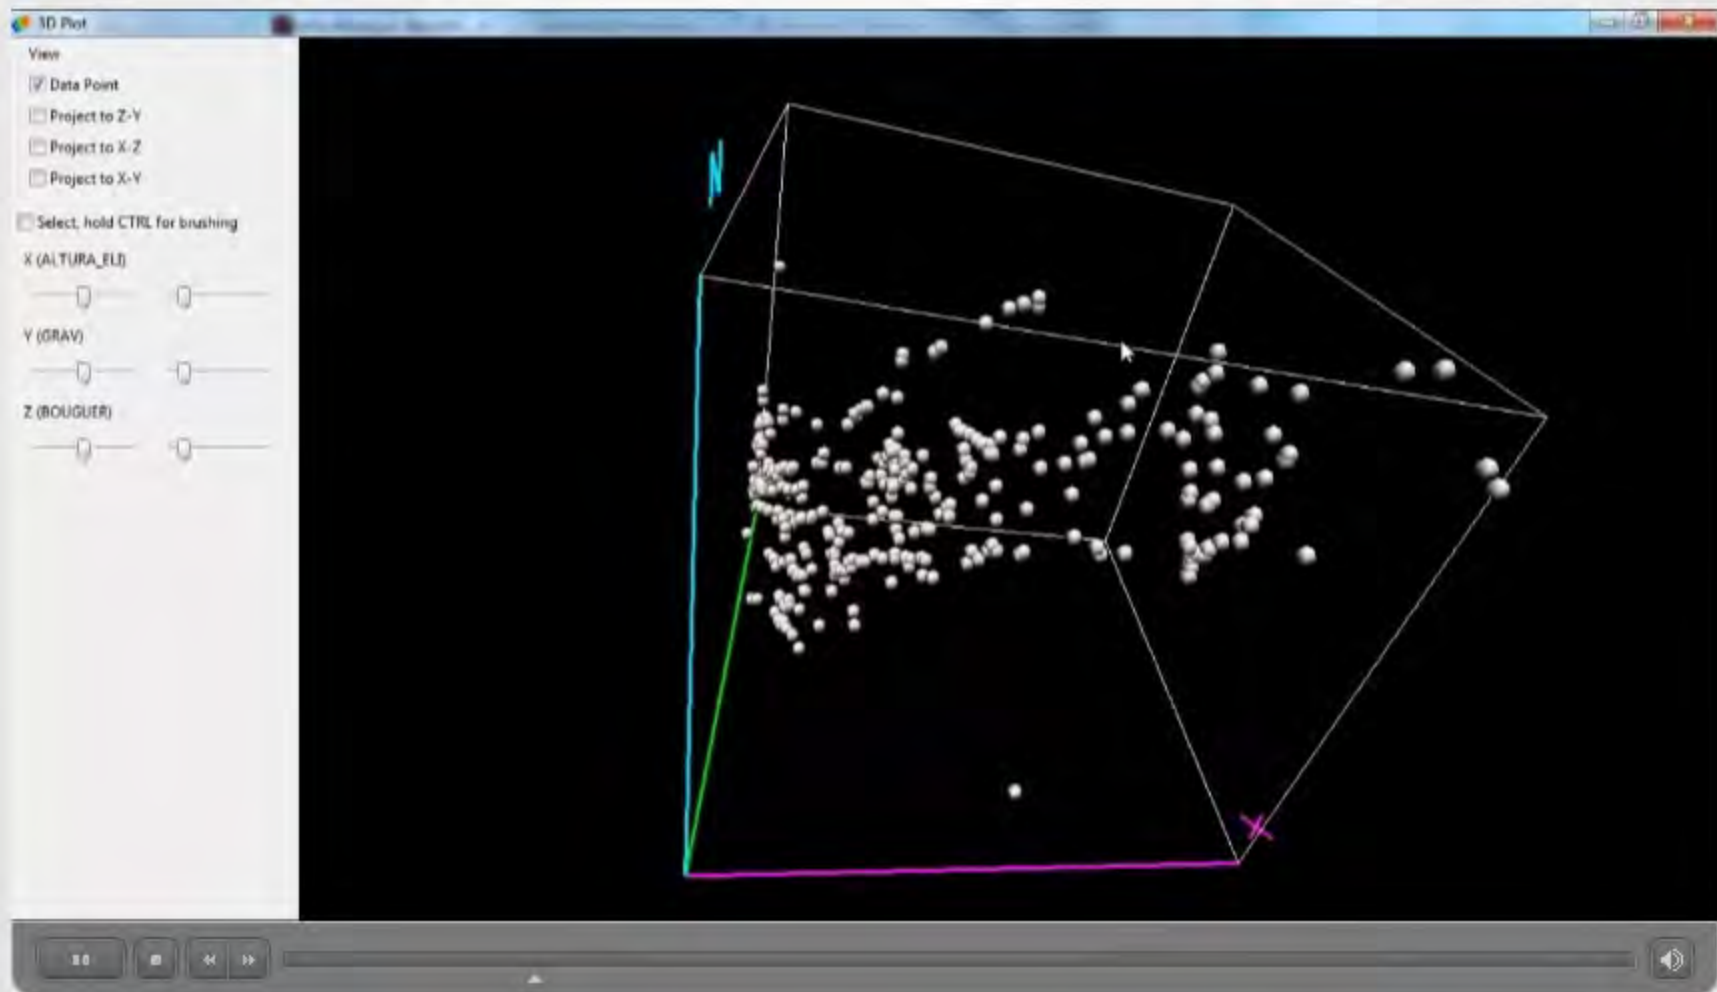 3D Plot
View
Data Point
Project to Z-Y
Project to X-Z
Project to X-Y
Select, hold CTRL for brushing
X (ALTURA_ELI)
Y (GRAV)
Z (BOUGUER)
N
X